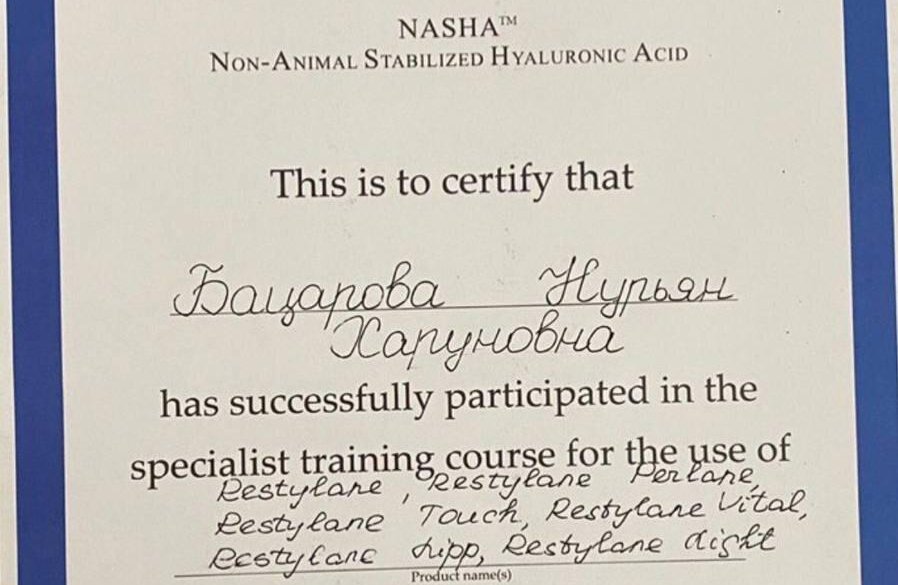 NASHA™
NON-ANIMAL STABILIZED HYALURONIC ACID
This is to certify that
Бацарова Нурьян
Харуновна
has successfully participated in the
specialist training course for the use of
Restylane, Restylane Perlane,
Restylane Touch, Restylane Vital,
Restylane Lipp, Restylane Light
Product name(s)